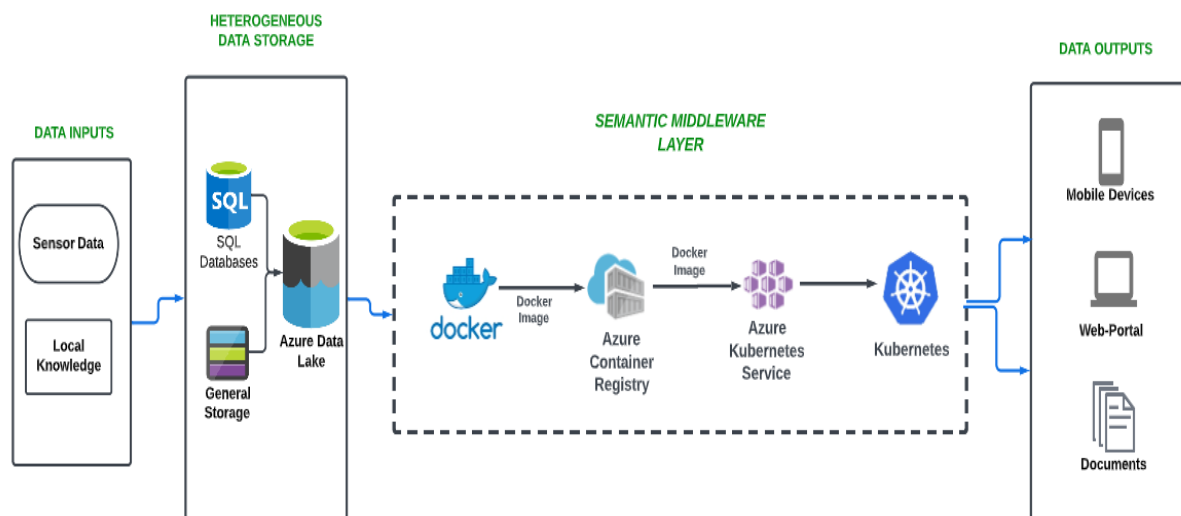 HETEROGENEOUS
DATA STORAGE
DATA OUTPUTS
SEMANTIC MIDDLEWARE
LAYER
DATA INPUTS
Sensor Data
Local
Knowledge
SQL
SQL
Databases
General
Storage
Azure Data
Lake
docker
Docker
Image
Azure
Container
Registry
Docker
Image
Azure
Kubernetes
Service
Kubernetes
Mobile Devices
Web-Portal
Documents